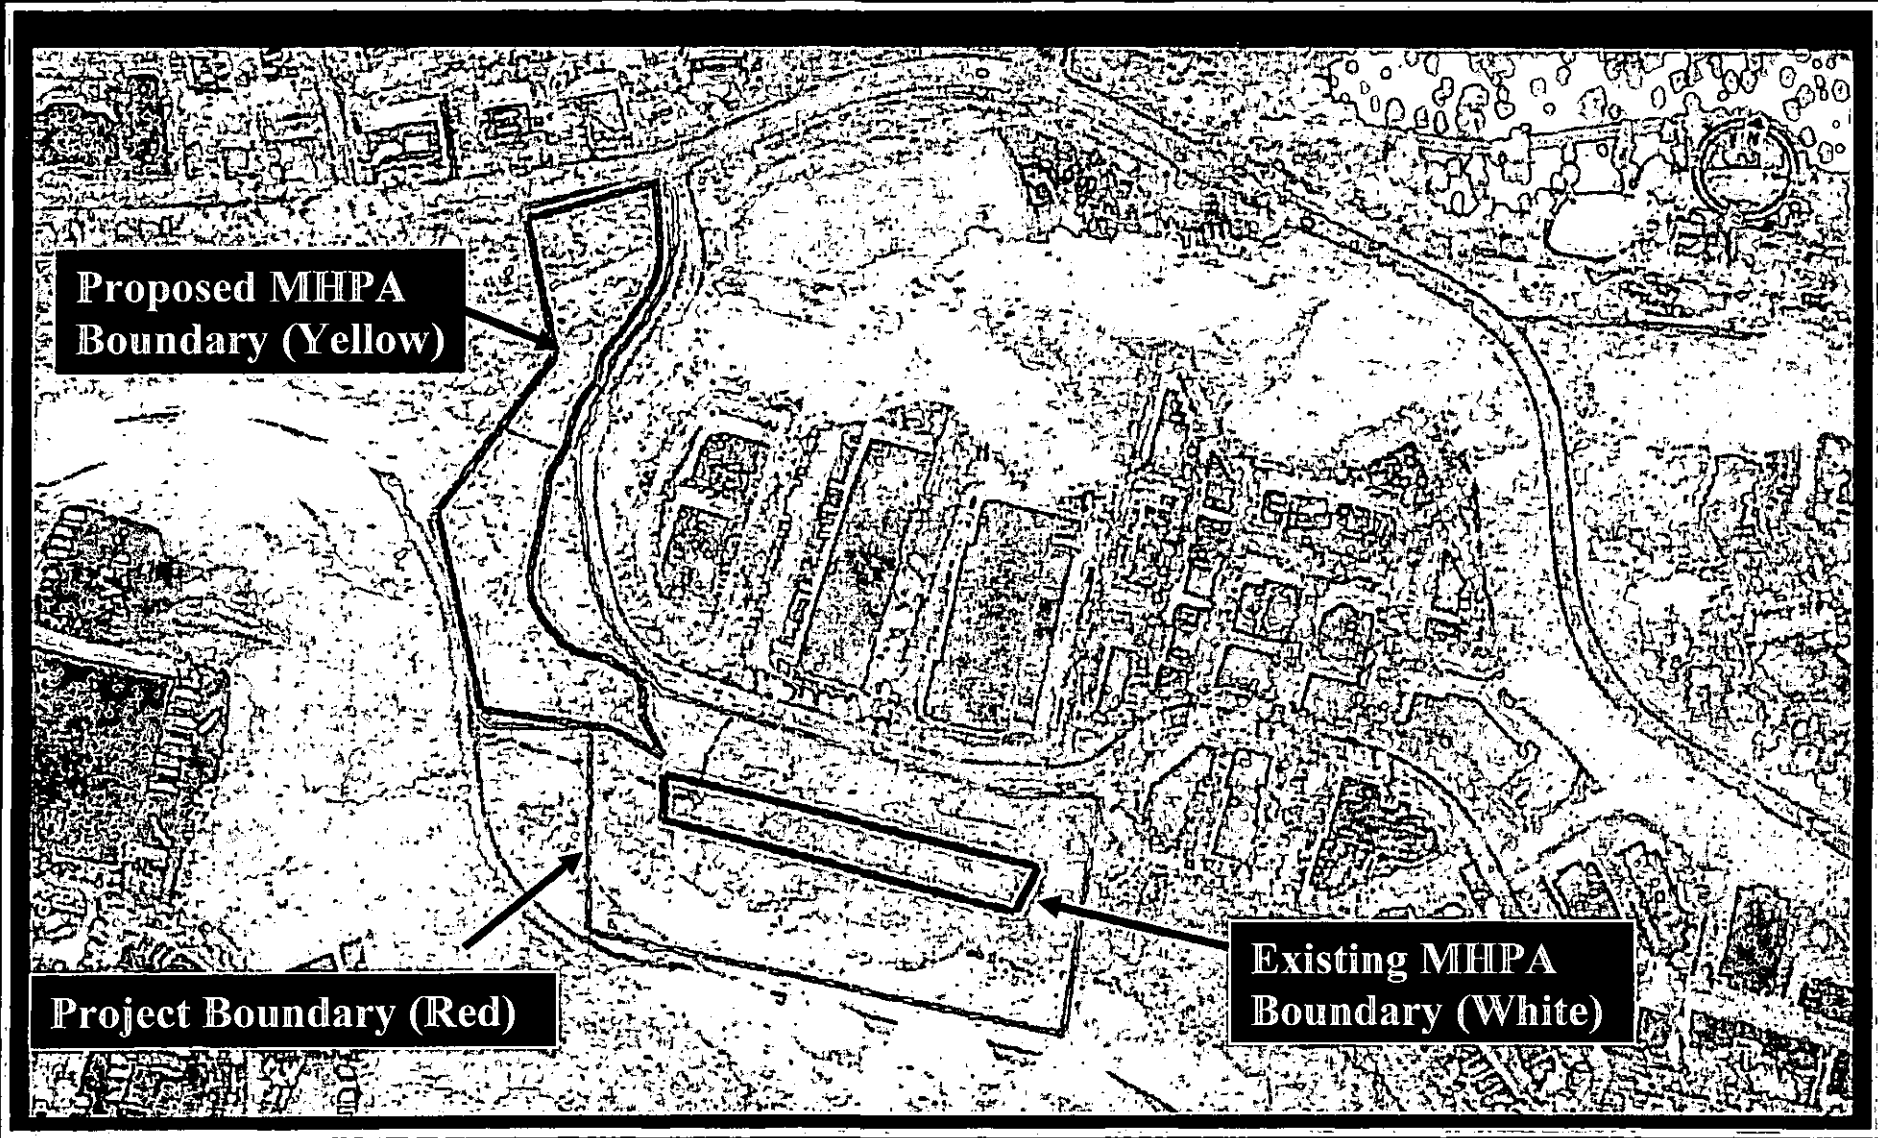 Proposed MHPA
Boundary (Yellow)
Project Boundary (Red)
Existing MHPA
Boundary (White)